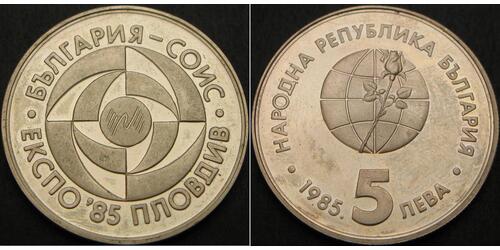 БЪЛГАРИЯ - СОИС
· ЕКСПО '85 ПЛОВДИВ ·
· НАРОДНА РЕПУБЛИКА БЪЛГАРИЯ ·
1985. 5 ЛЕВА